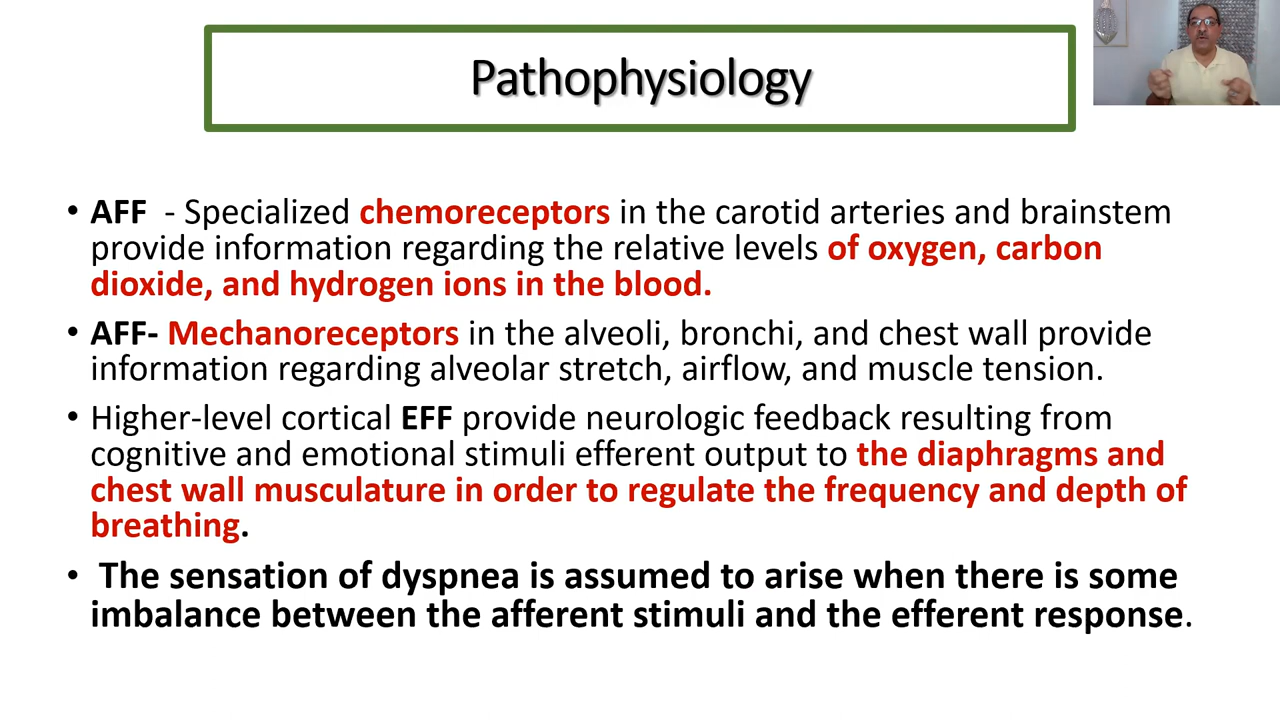 Pathophysiology
• AFF - Specialized chemoreceptors in the carotid arteries and brainstem
provide information regarding the relative levels of oxygen, carbon
dioxide, and hydrogen ions in the blood.
• AFF- Mechanoreceptors in the alveoli, bronchi, and chest wall provide
information regarding alveolar stretch, airflow, and muscle tension.
• Higher-level cortical EFF provide neurologic feedback resulting from
cognitive and emotional stimuli efferent output to the diaphragms and
chest wall musculature in order to regulate the frequency and depth of
breathing.
• The sensation of dyspnea is assumed to arise when there is some
imbalance between the afferent stimuli and the efferent response.